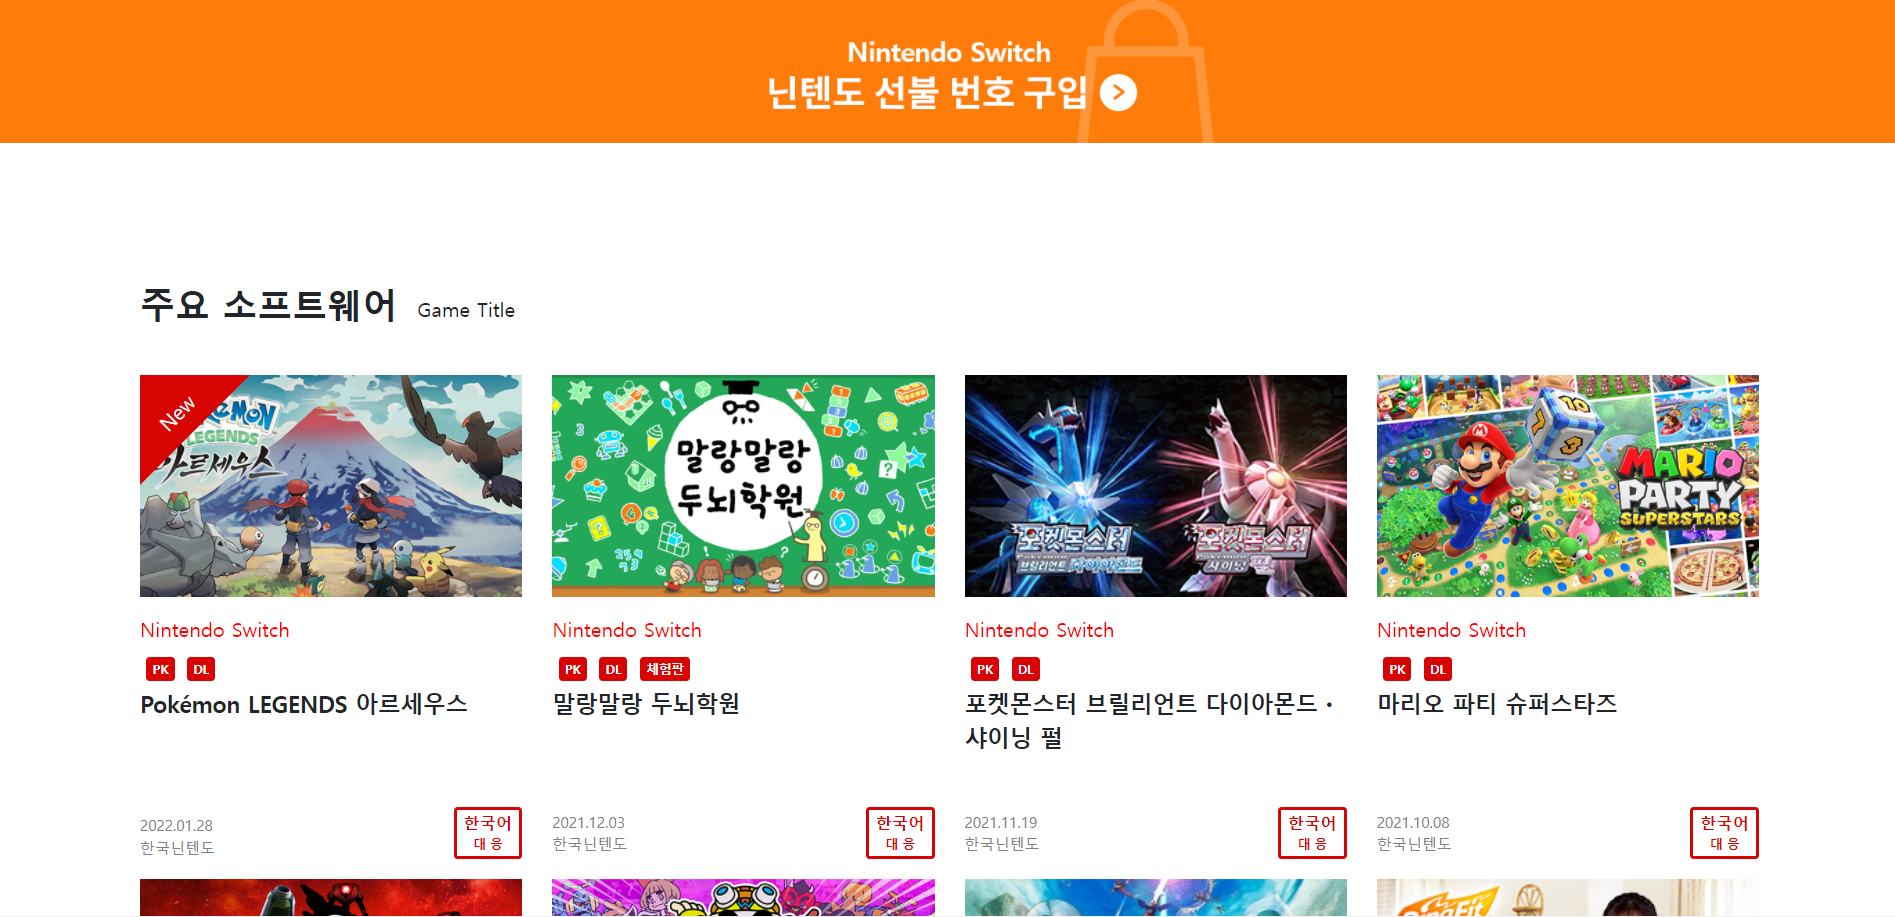 Nintendo Switch
닌텐도 선불 번호 구입
주요 소프트웨어 Game Title
New
POKÉMON
LEGENDS
아르세우스
말랑말랑
두뇌학원
포켓몬스터
브릴리언트 다이아몬드
포켓몬스터
샤이닝 펄
MARIO
PARTY
SUPERSTARS
Nintendo Switch
PK DL
Pokémon LEGENDS 아르세우스
2022.01.28
한국닌텐도
한국어
대 응
Nintendo Switch
PK DL 체험판
말랑말랑 두뇌학원
2021.12.03
한국닌텐도
한국어
대 응
Nintendo Switch
PK DL
포켓몬스터 브릴리언트 다이아몬드 ·
샤이닝 펄
2021.11.19
한국닌텐도
한국어
대 응
Nintendo Switch
PK DL
마리오 파티 슈퍼스타즈
2021.10.08
한국닌텐도
한국어
대 응